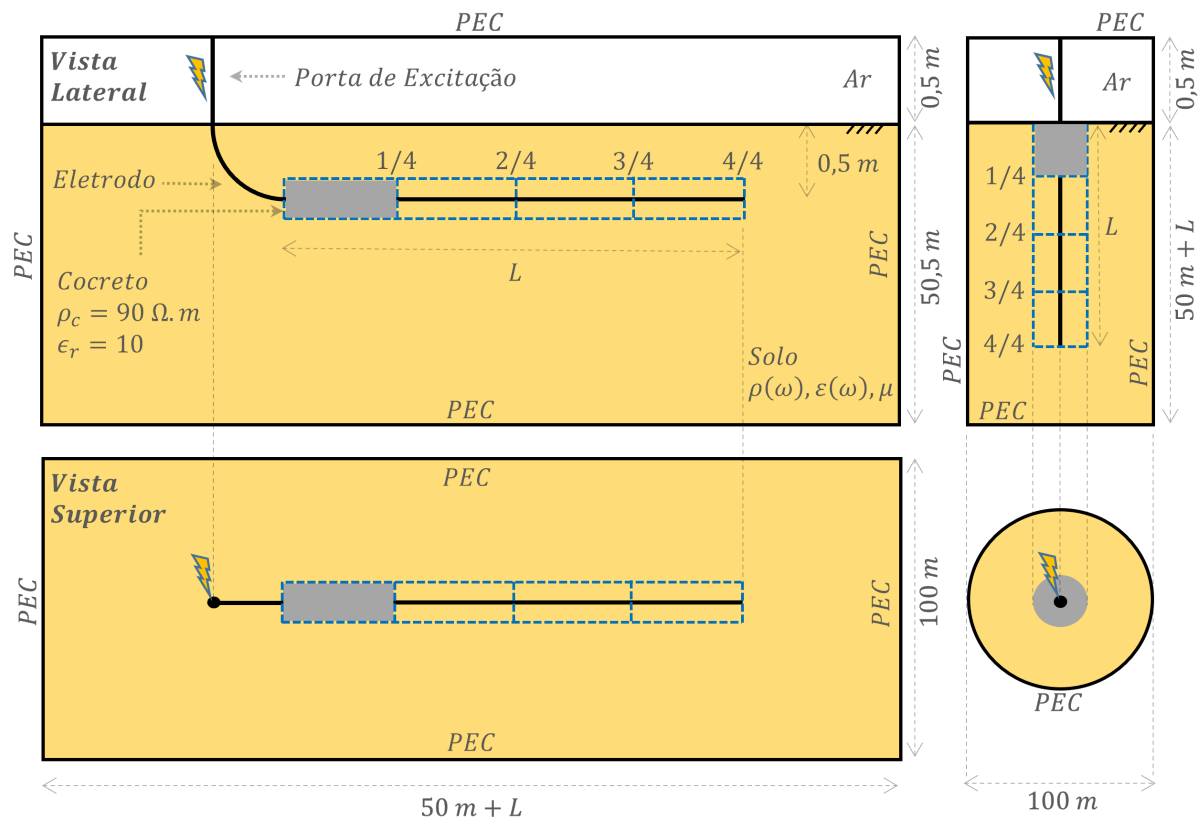 PEC
Vista
Lateral
Porta de Excitação
Ar
0,5 m
Eletrodo
1/4
2/4
3/4
4/4
0,5 m
PEC
L
PEC
50,5 m
Cocreto
ρc = 90 Ω.m
ϵr = 10
Solo
ρ(ω), ε(ω), μ
PEC
PEC
Ar
0,5 m
1/4
2/4
3/4
4/4
L
PEC
PEC
PEC
50 m + L
Vista
Superior
PEC
PEC
PEC
100 m
PEC
50 m + L
PEC
100 m